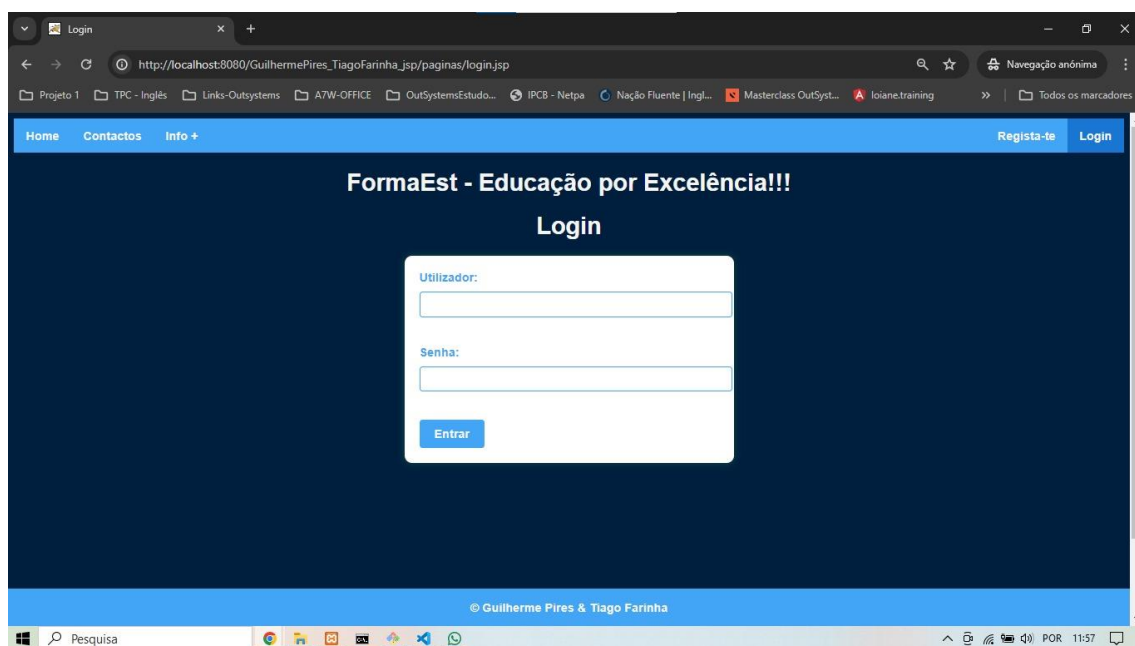 Login
http://localhost:8080/GuilhermePires_TiagoFarinha_jsp/paginas/login.jsp
Navegação anónima
Projeto 1 TPC - Inglês Links-Outsystems A7W-OFFICE OutSystemsEstudo... IPCB - Netpa Nação Fluente | Ingl... Masterclass OutSyst... loiane.training » Todos os marcadores
Home Contactos Info + Regista-te Login
FormaEst - Educação por Excelência!!!
Login
Utilizador:
Senha:
Entrar
© Guilherme Pires & Tiago Farinha
Pesquisa POR 11:57